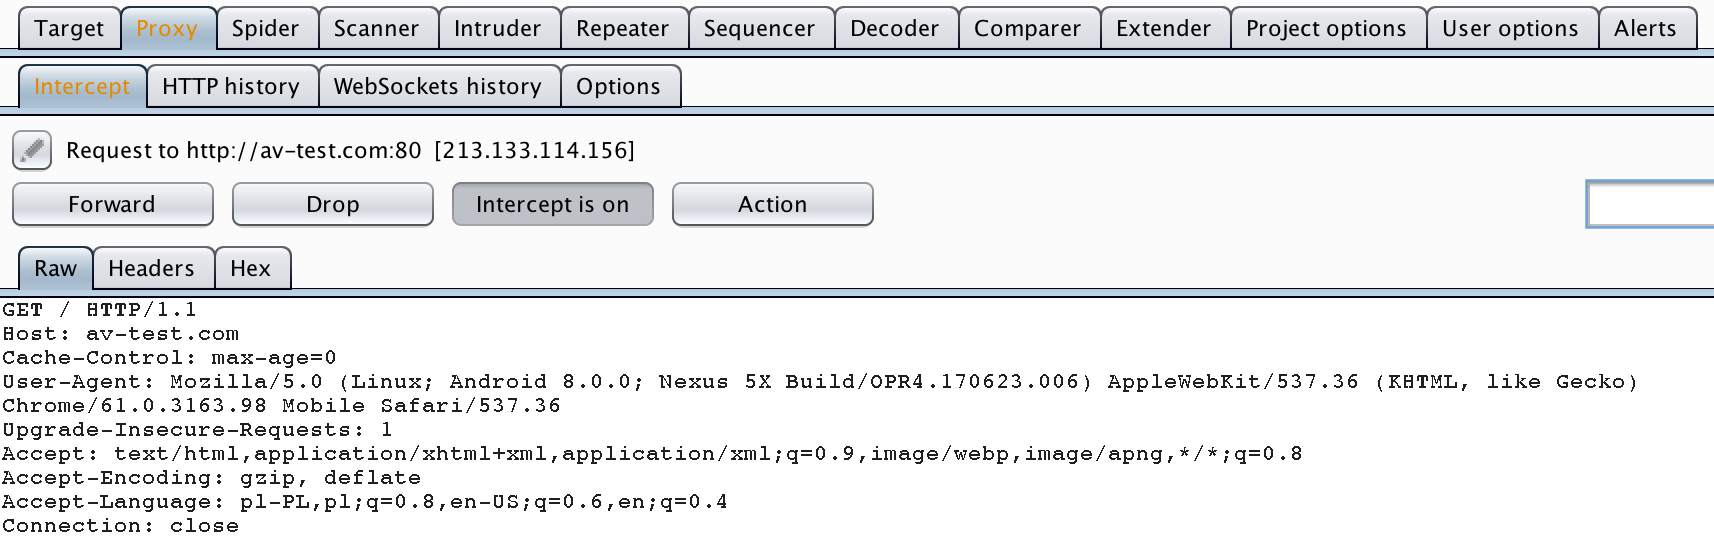 Target Proxy Spider Scanner Intruder Repeater Sequencer Decoder Comparer Extender Project options User options Alerts
Intercept HTTP history WebSockets history Options
Request to http://av-test.com:80 [213.133.114.156]
Forward Drop Intercept is on Action
Raw Headers Hex
GET / HTTP/1.1
Host: av-test.com
Cache-Control: max-age=0
User-Agent: Mozilla/5.0 (Linux; Android 8.0.0; Nexus 5X Build/OPR4.170623.006) AppleWebKit/537.36 (KHTML, like Gecko)
Chrome/61.0.3163.98 Mobile Safari/537.36
Upgrade-Insecure-Requests: 1
Accept: text/html,application/xhtml+xml,application/xml;q=0.9,image/webp,image/apng,*/*;q=0.8
Accept-Encoding: gzip, deflate
Accept-Language: pl-PL,pl;q=0.8,en-US;q=0.6,en;q=0.4
Connection: close